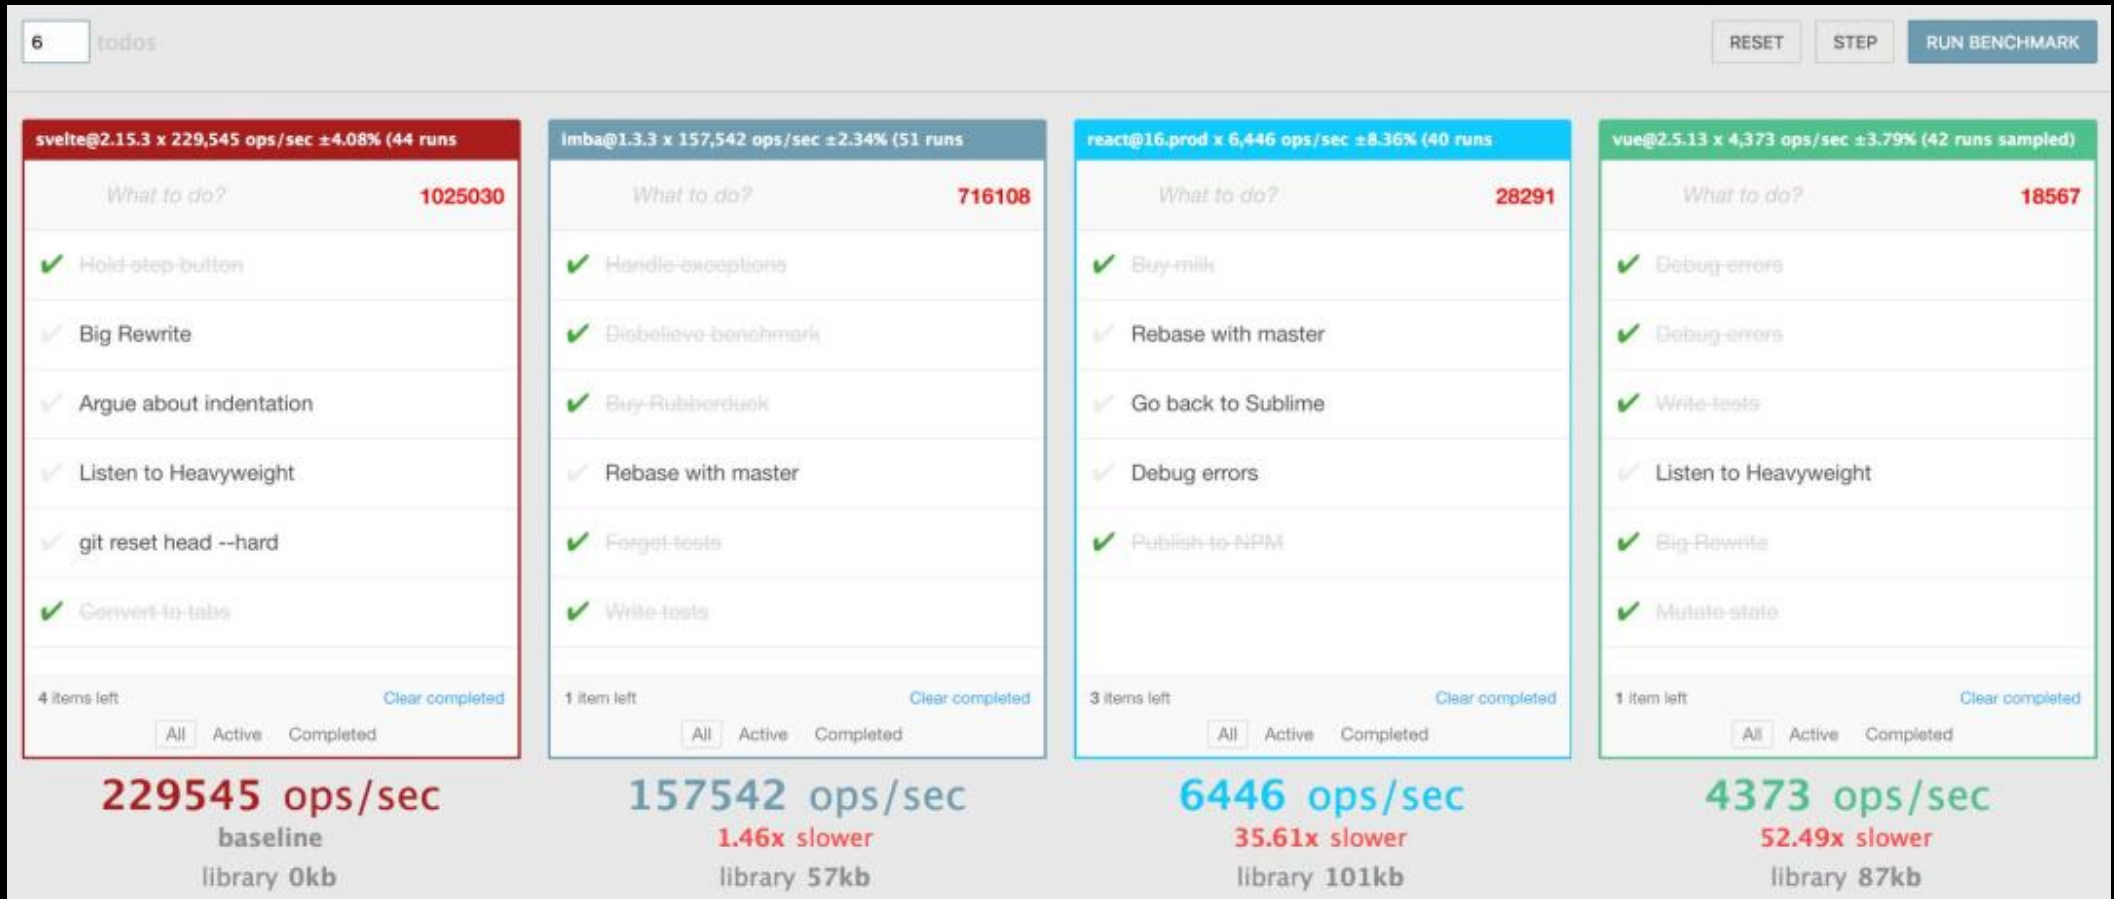 6 todos
RESET STEP RUN BENCHMARK
svelte@2.15.3 x 229,545 ops/sec ±4.08% (44 runs
What to do? 1025030
Hold step button
Big Rewrite
Argue about indentation
Listen to Heavyweight
git reset head --hard
Convert to tabs
4 items left Clear completed
All Active Completed
229545 ops/sec
baseline
library 0kb
imba@1.3.3 x 157,542 ops/sec ±2.34% (51 runs
What to do? 716108
Handle exceptions
Disbelieve benchmark
Buy Rubberduck
Rebase with master
Forget tests
Write tests
1 item left Clear completed
All Active Completed
157542 ops/sec
1.46x slower
library 57kb
react@16.prod x 6,446 ops/sec ±8.36% (40 runs
What to do? 28291
Buy milk
Rebase with master
Go back to Sublime
Debug errors
Publish to NPM
3 items left Clear completed
All Active Completed
6446 ops/sec
35.61x slower
library 101kb
vue@2.5.13 x 4,373 ops/sec ±3.79% (42 runs sampled)
What to do? 18567
Debug errors
Debug errors
Write tests
Listen to Heavyweight
Big Rewrite
Mutate state
1 item left Clear completed
All Active Completed
4373 ops/sec
52.49x slower
library 87kb